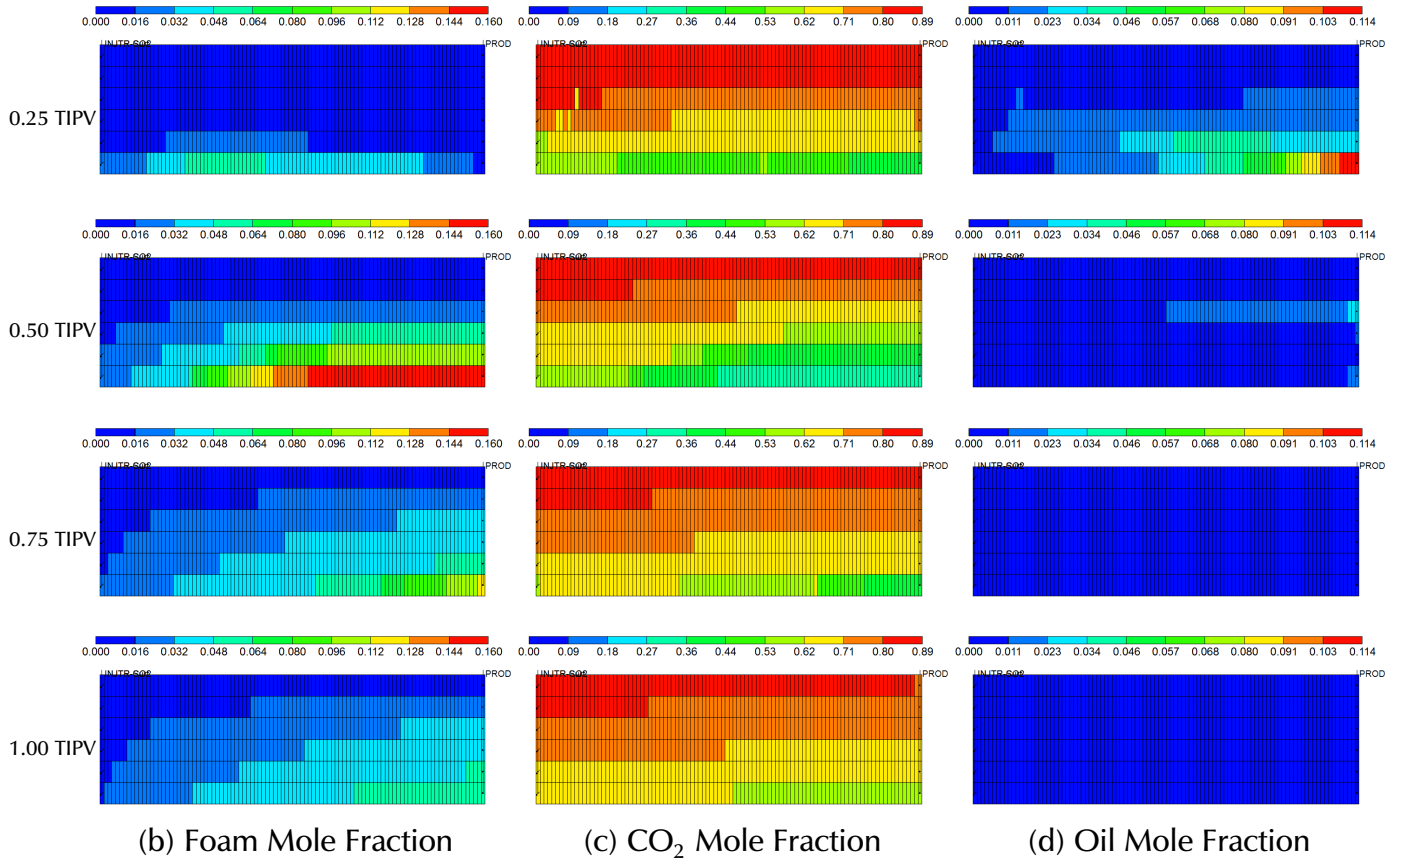 0.000 0.016 0.032 0.048 0.064 0.080 0.096 0.112 0.128 0.144 0.160
0.00 0.09 0.18 0.27 0.36 0.44 0.53 0.62 0.71 0.80 0.89
0.000 0.011 0.023 0.034 0.046 0.057 0.068 0.080 0.091 0.103 0.114
PROD
PROD
PROD
0.25 TIPV
0.000 0.016 0.032 0.048 0.064 0.080 0.096 0.112 0.128 0.144 0.160
0.00 0.09 0.18 0.27 0.36 0.44 0.53 0.62 0.71 0.80 0.89
0.000 0.011 0.023 0.034 0.046 0.057 0.068 0.080 0.091 0.103 0.114
PROD
PROD
PROD
0.50 TIPV
0.000 0.016 0.032 0.048 0.064 0.080 0.096 0.112 0.128 0.144 0.160
0.00 0.09 0.18 0.27 0.36 0.44 0.53 0.62 0.71 0.80 0.89
0.000 0.011 0.023 0.034 0.046 0.057 0.068 0.080 0.091 0.103 0.114
PROD
PROD
PROD
0.75 TIPV
0.000 0.016 0.032 0.048 0.064 0.080 0.096 0.112 0.128 0.144 0.160
0.00 0.09 0.18 0.27 0.36 0.44 0.53 0.62 0.71 0.80 0.89
0.000 0.011 0.023 0.034 0.046 0.057 0.068 0.080 0.091 0.103 0.114
PROD
PROD
PROD
1.00 TIPV
(b) Foam Mole Fraction
(c) CO₂ Mole Fraction
(d) Oil Mole Fraction